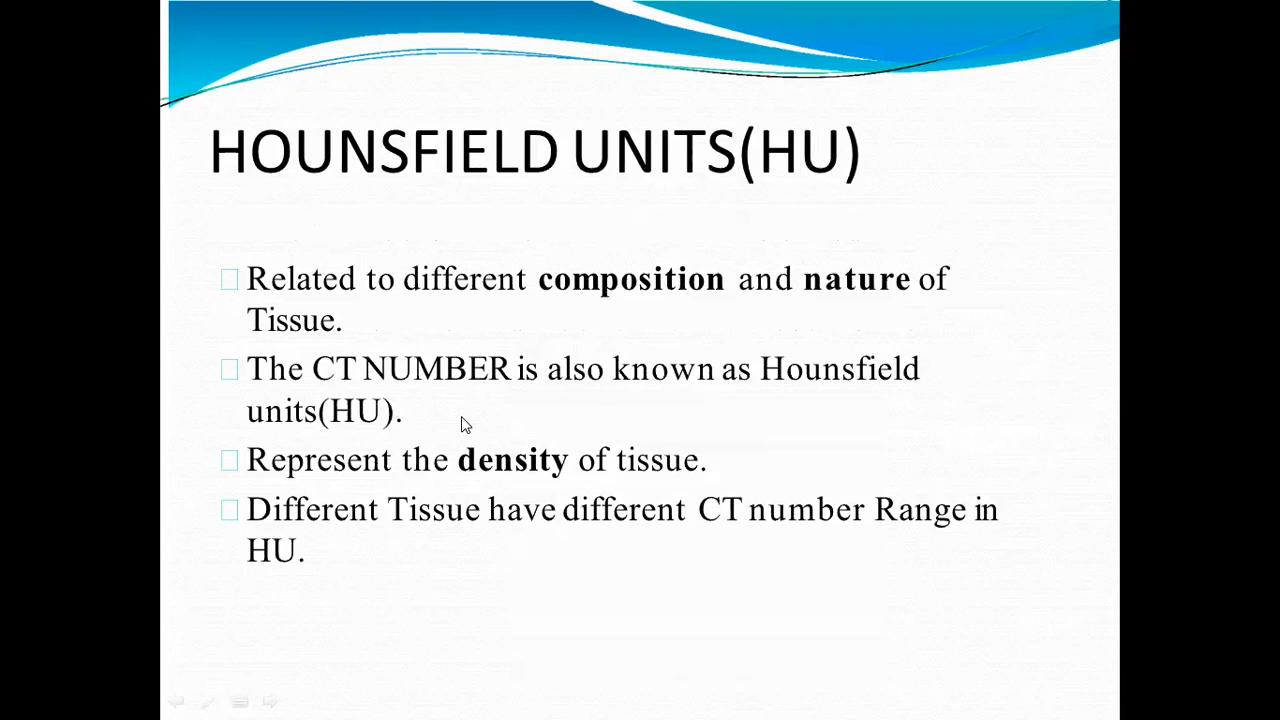 HOUNSFIELD UNITS(HU)
Related to different composition and nature of
Tissue.
The CT NUMBER is also known as Hounsfield
units(HU).
Represent the density of tissue.
Different Tissue have different CT number Range in
HU.